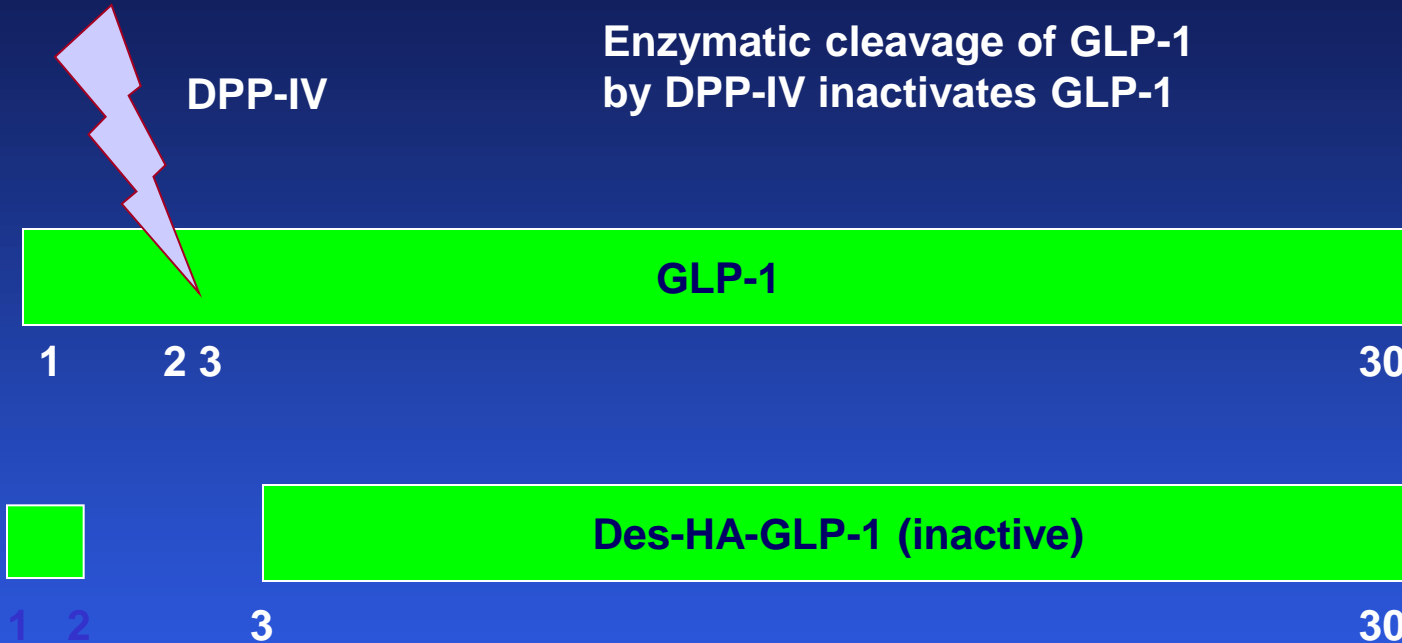 Enzymatic cleavage of GLP-1
by DPP-IV inactivates GLP-1
DPP-IV
GLP-1
1 2 3 30
Des-HA-GLP-1 (inactive)
1 2 3 30